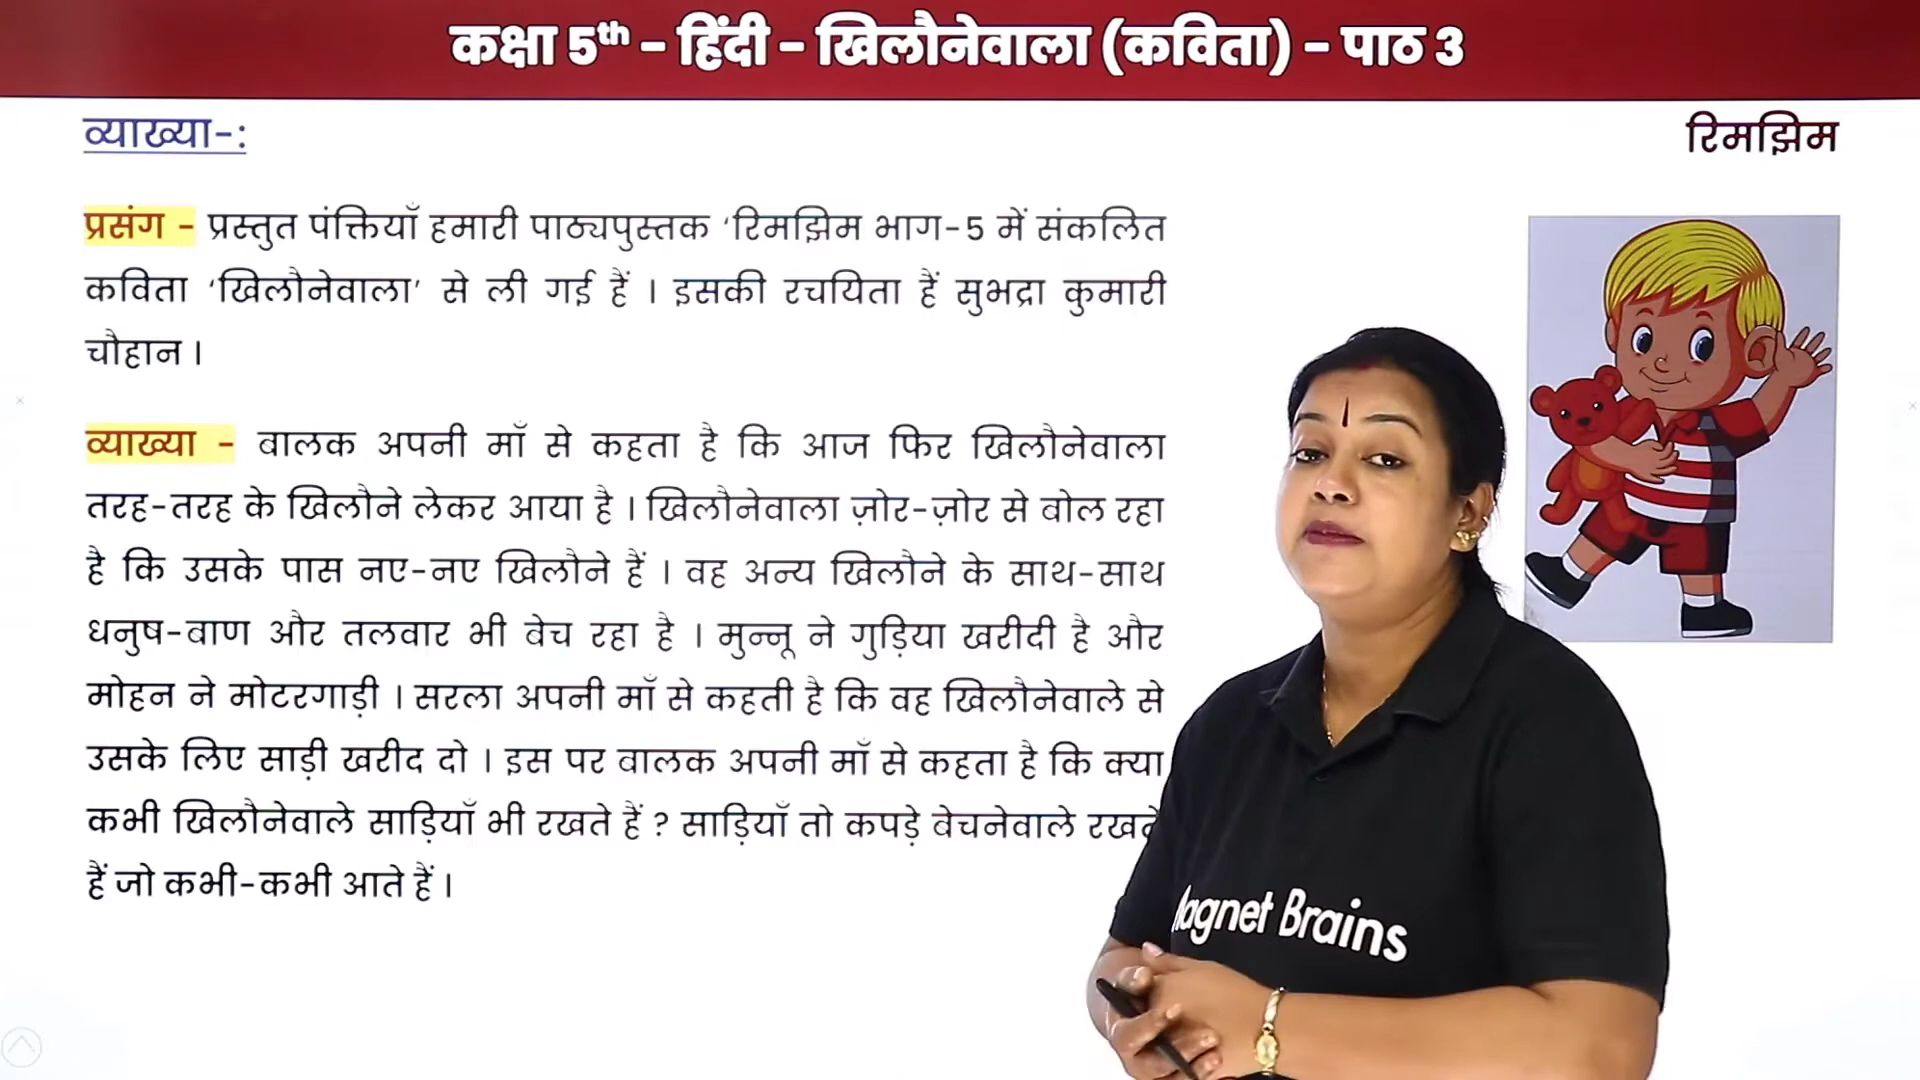 कक्षा 5th - हिंदी - खिलौनेवाला (कविता) - पाठ 3
व्याख्या-:
रिमझिम
प्रसंग - प्रस्तुत पंक्तियाँ हमारी पाठ्यपुस्तक ‘रिमझिम भाग-5 में संकलित
कविता ‘खिलौनेवाला’ से ली गई हैं । इसकी रचयिता हैं सुभद्रा कुमारी
चौहान ।
व्याख्या - बालक अपनी माँ से कहता है कि आज फिर खिलौनेवाला
तरह-तरह के खिलौने लेकर आया है । खिलौनेवाला ज़ोर-ज़ोर से बोल रहा
है कि उसके पास नए-नए खिलौने हैं । वह अन्य खिलौने के साथ-साथ
धनुष-बाण और तलवार भी बेच रहा है । मुन्नू ने गुड़िया खरीदी है और
मोहन ने मोटरगाड़ी । सरला अपनी माँ से कहती है कि वह खिलौनेवाले से
उसके लिए साड़ी खरीद दो । इस पर बालक अपनी माँ से कहता है कि क्या
कभी खिलौनेवाले साड़ियाँ भी रखते हैं ? साड़ियाँ तो कपड़े बेचनेवाले रखते
हैं जो कभी-कभी आते हैं ।
Magnet Brains